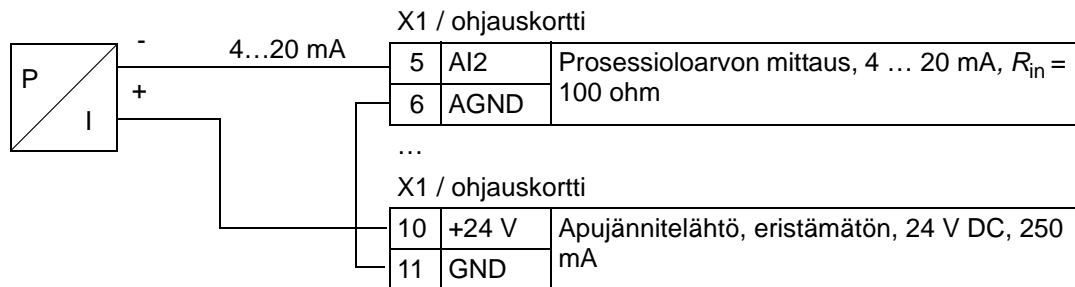 X1 / ohjauskortti
P
I
-
+
4…20 mA
5 AI2 Prosessioloarvon mittaus, 4 … 20 mA, Rin =
6 AGND 100 ohm
…
X1 / ohjauskortti
10 +24 V Apujännitelähtö, eristämätön, 24 V DC, 250
11 GND mA